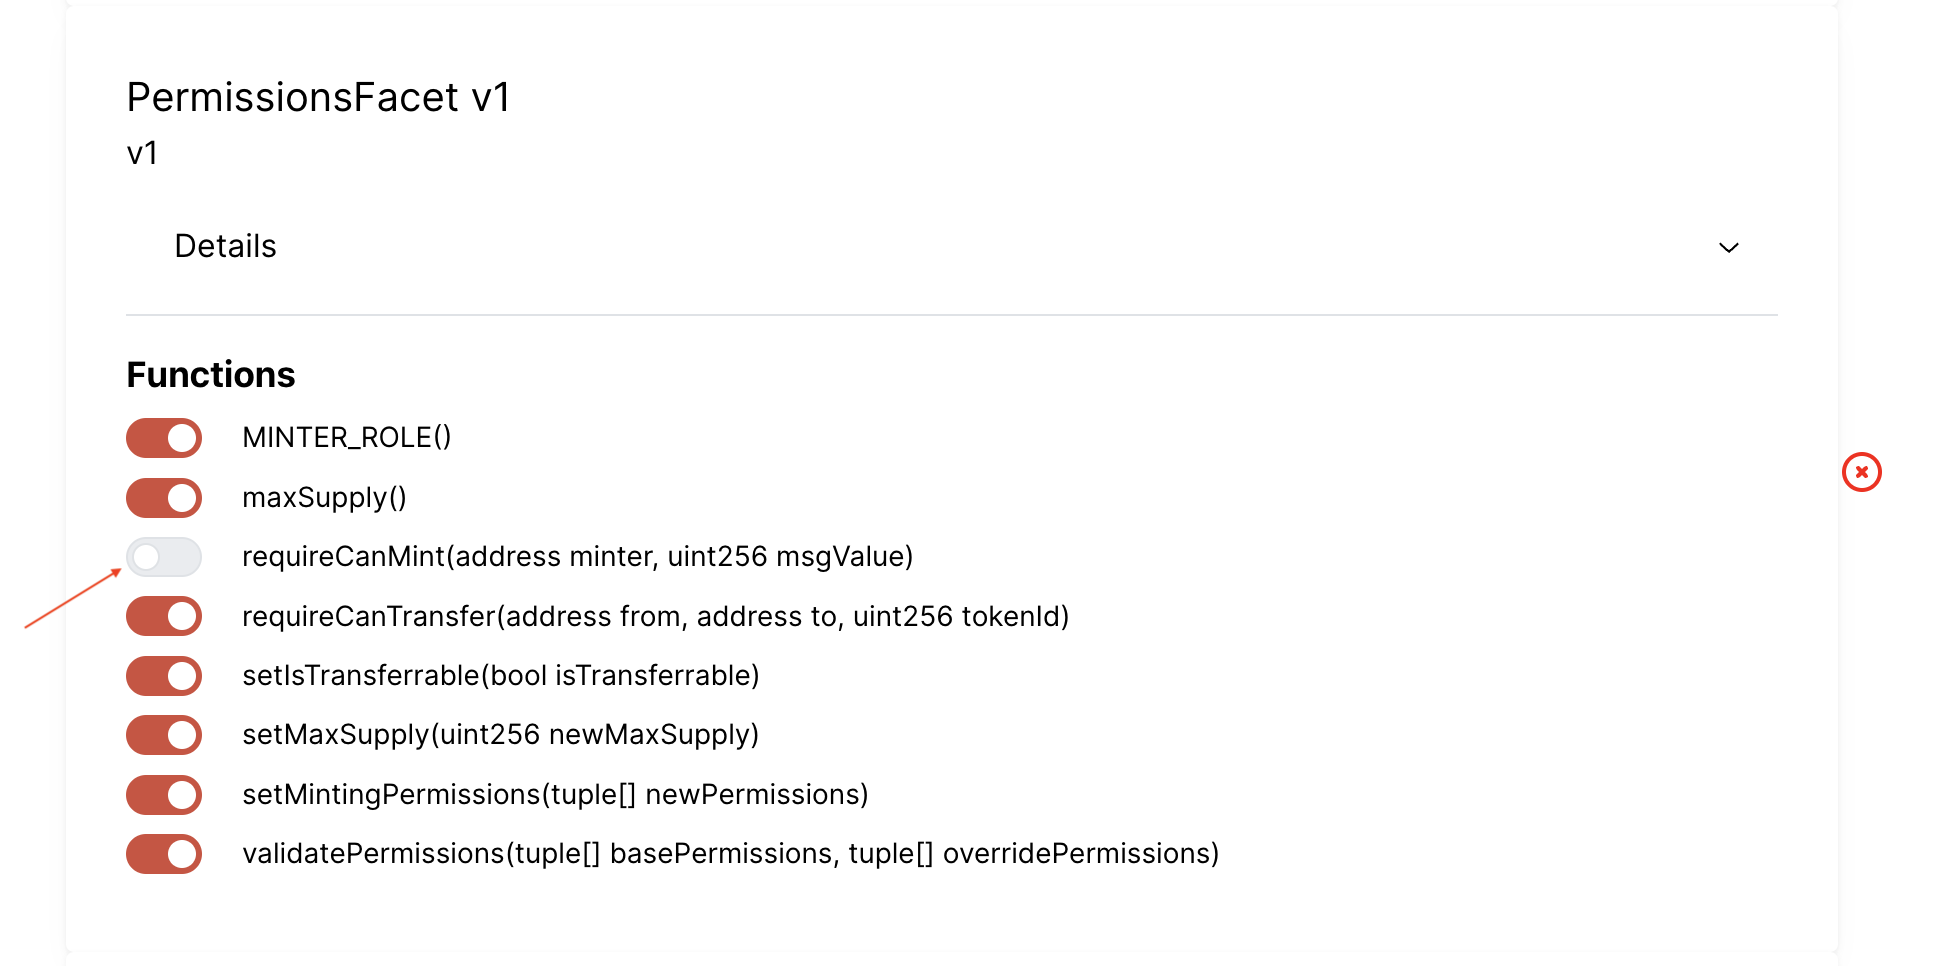 PermissionsFacet v1
v1
Details
Functions
MINTER_ROLE()
maxSupply()
requireCanMint(address minter, uint256 msgValue)
requireCanTransfer(address from, address to, uint256 tokenId)
setIsTransferrable(bool isTransferrable)
setMaxSupply(uint256 newMaxSupply)
setMintingPermissions(tuple[] newPermissions)
validatePermissions(tuple[] basePermissions, tuple[] overridePermissions)